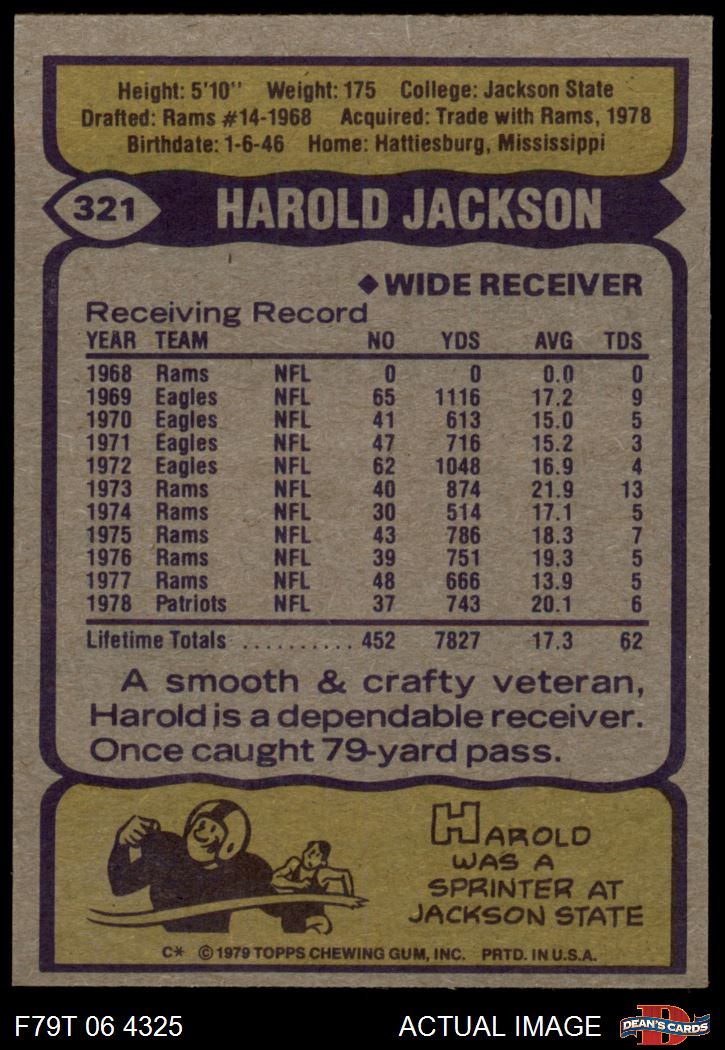 Height: 5'10" Weight: 175 College: Jackson State
Drafted: Rams #14-1968 Acquired: Trade with Rams, 1978
Birthdate: 1-6-46 Home: Hattiesburg, Mississippi
321 HAROLD JACKSON
◆WIDE RECEIVER
Receiving Record
YEAR TEAM NO YDS AVG TDS
1968 Rams NFL 0 0 0.0 0
1969 Eagles NFL 65 1116 17.2 9
1970 Eagles NFL 41 613 15.0 5
1971 Eagles NFL 47 716 15.2 3
1972 Eagles NFL 62 1048 16.9 4
1973 Rams NFL 40 874 21.9 13
1974 Rams NFL 30 514 17.1 5
1975 Rams NFL 43 786 18.3 7
1976 Rams NFL 39 751 19.3 5
1977 Rams NFL 48 666 13.9 5
1978 Patriots NFL 37 743 20.1 6
Lifetime Totals .......... 452 7827 17.3 62
A smooth & crafty veteran,
Harold is a dependable receiver.
Once caught 79-yard pass.
HAROLD
WAS A
SPRINTER AT
JACKSON STATE
C* © 1979 TOPPS CHEWING GUM, INC. PRTD. IN U.S.A.
F79T 06 4325 ACTUAL IMAGE D DEAN'S CARDS